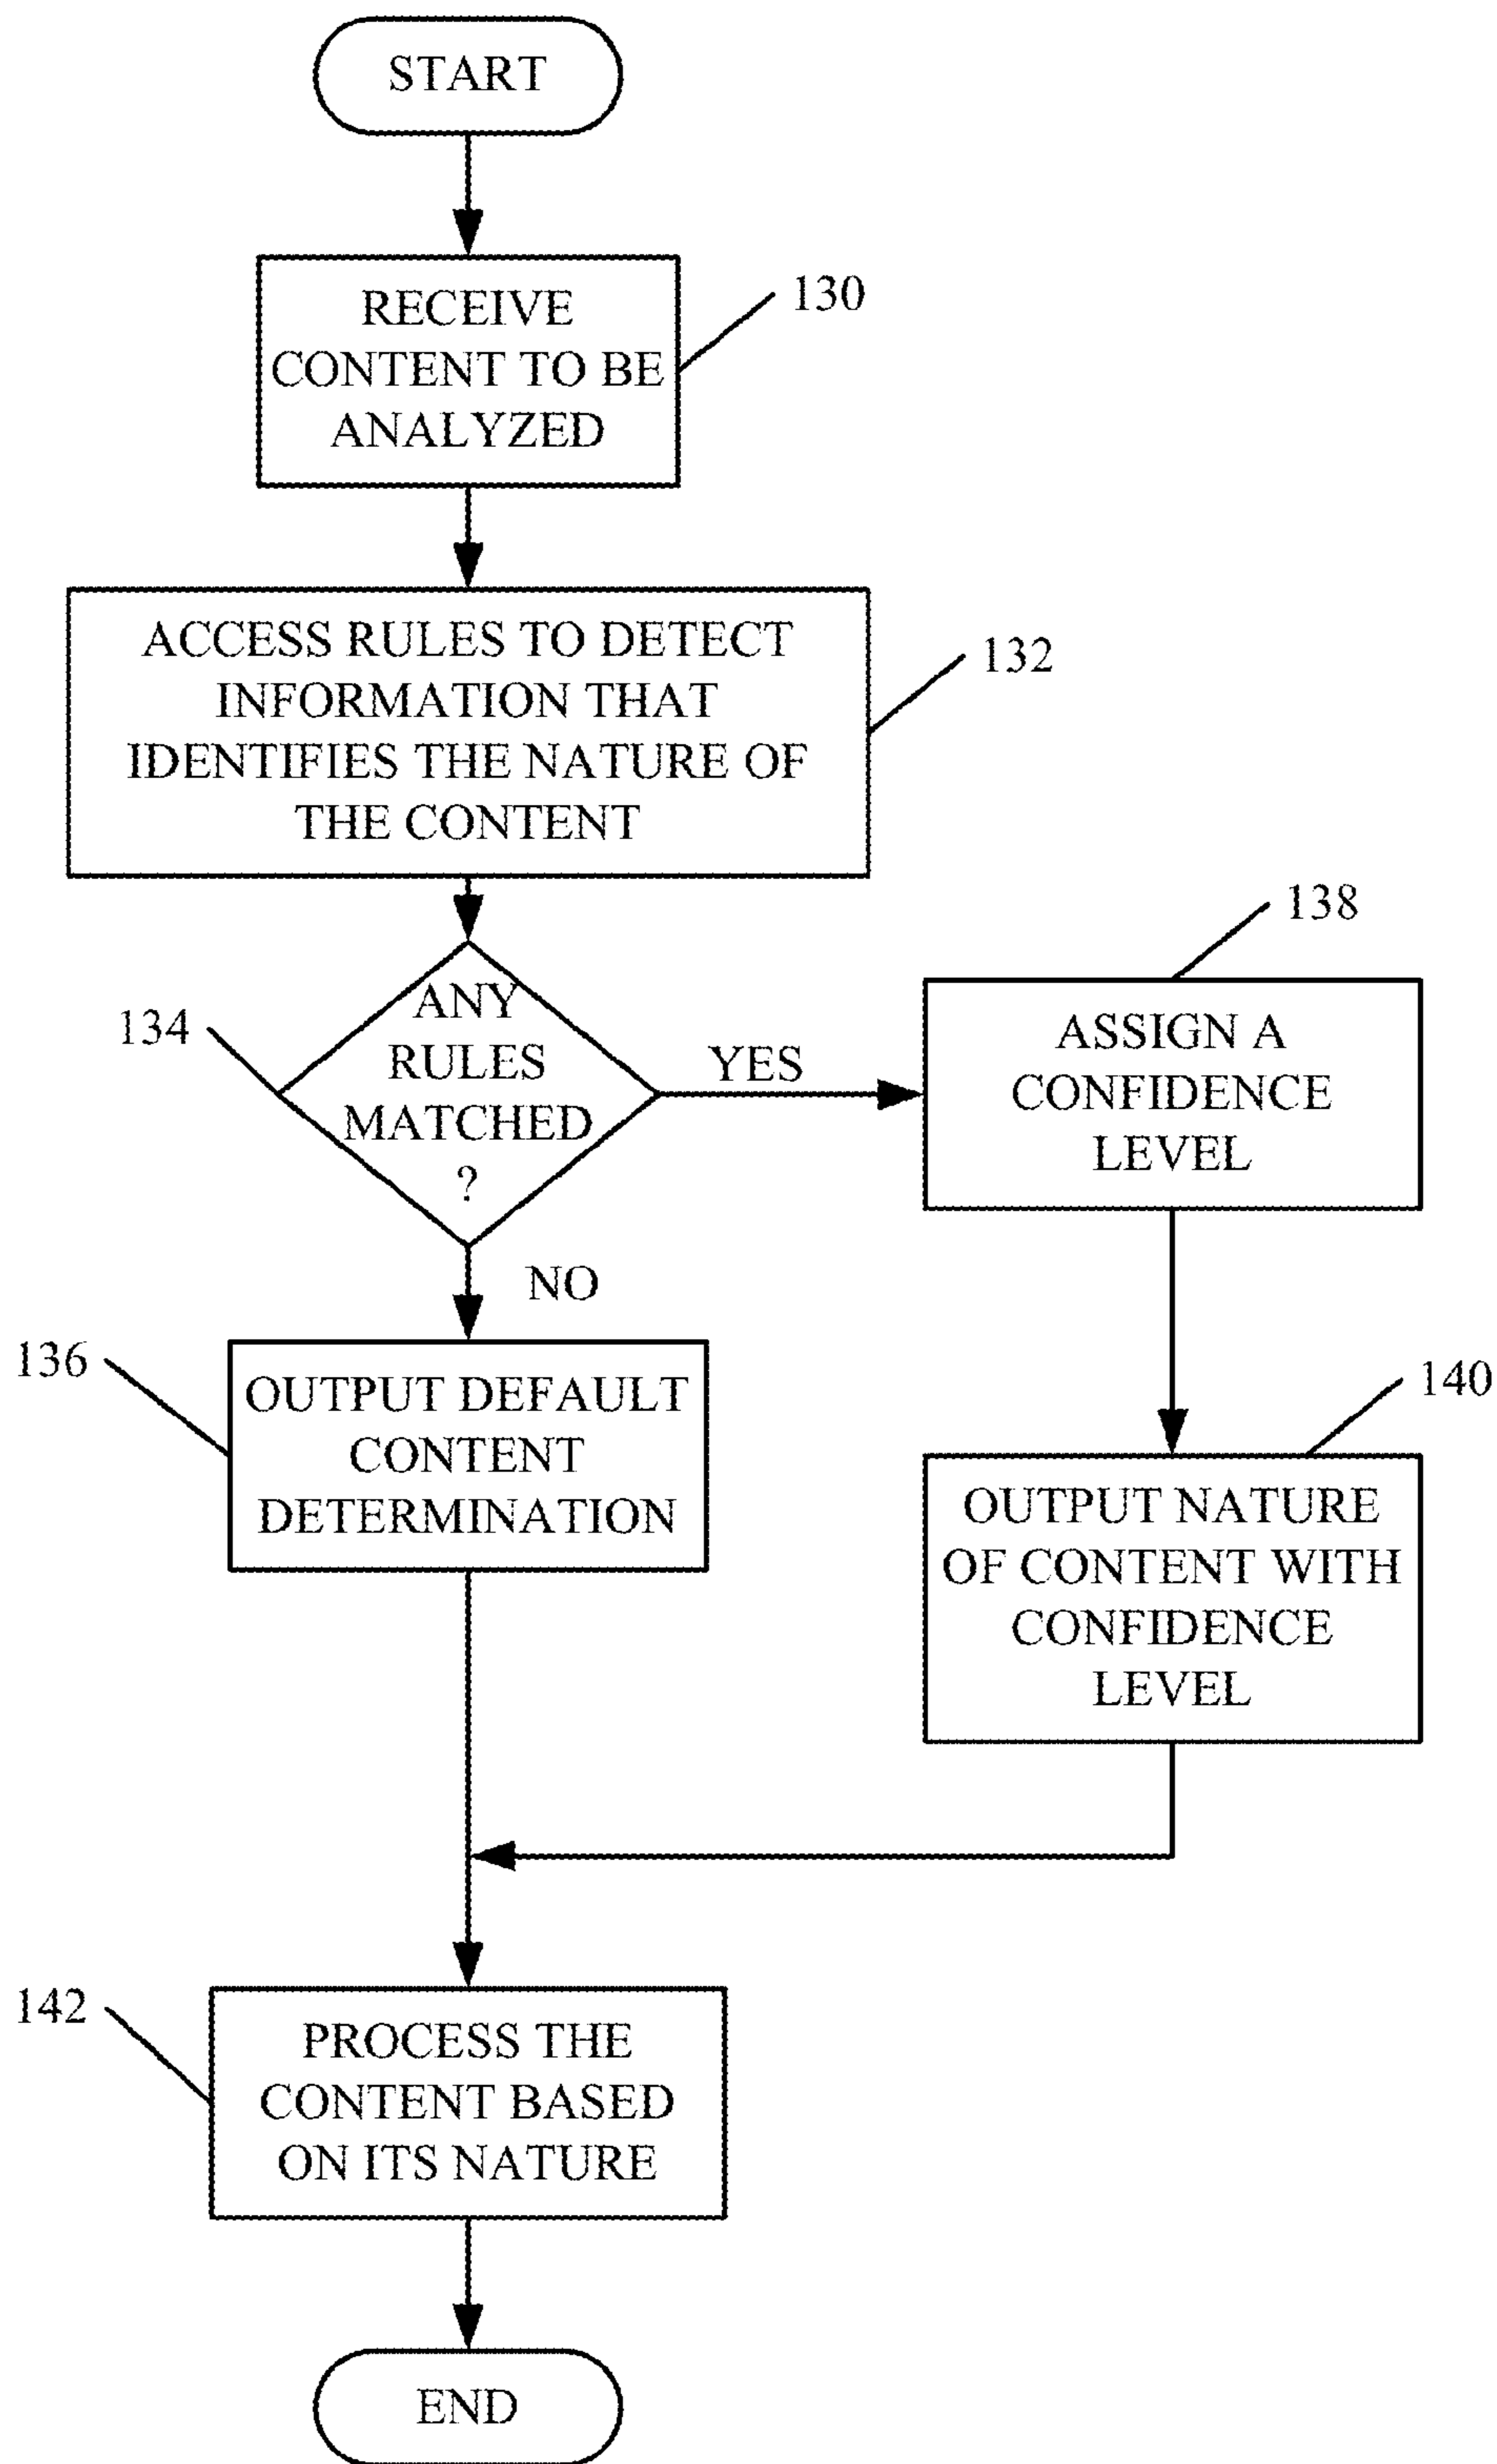 START
RECEIVE
CONTENT TO BE
ANALYZED
130
ACCESS RULES TO DETECT
INFORMATION THAT
IDENTIFIES THE NATURE OF
THE CONTENT
132
ANY
RULES
MATCHED
?
134
YES
NO
138
ASSIGN A
CONFIDENCE
LEVEL
136
OUTPUT DEFAULT
CONTENT
DETERMINATION
140
OUTPUT NATURE
OF CONTENT WITH
CONFIDENCE
LEVEL
142
PROCESS THE
CONTENT BASED
ON ITS NATURE
END